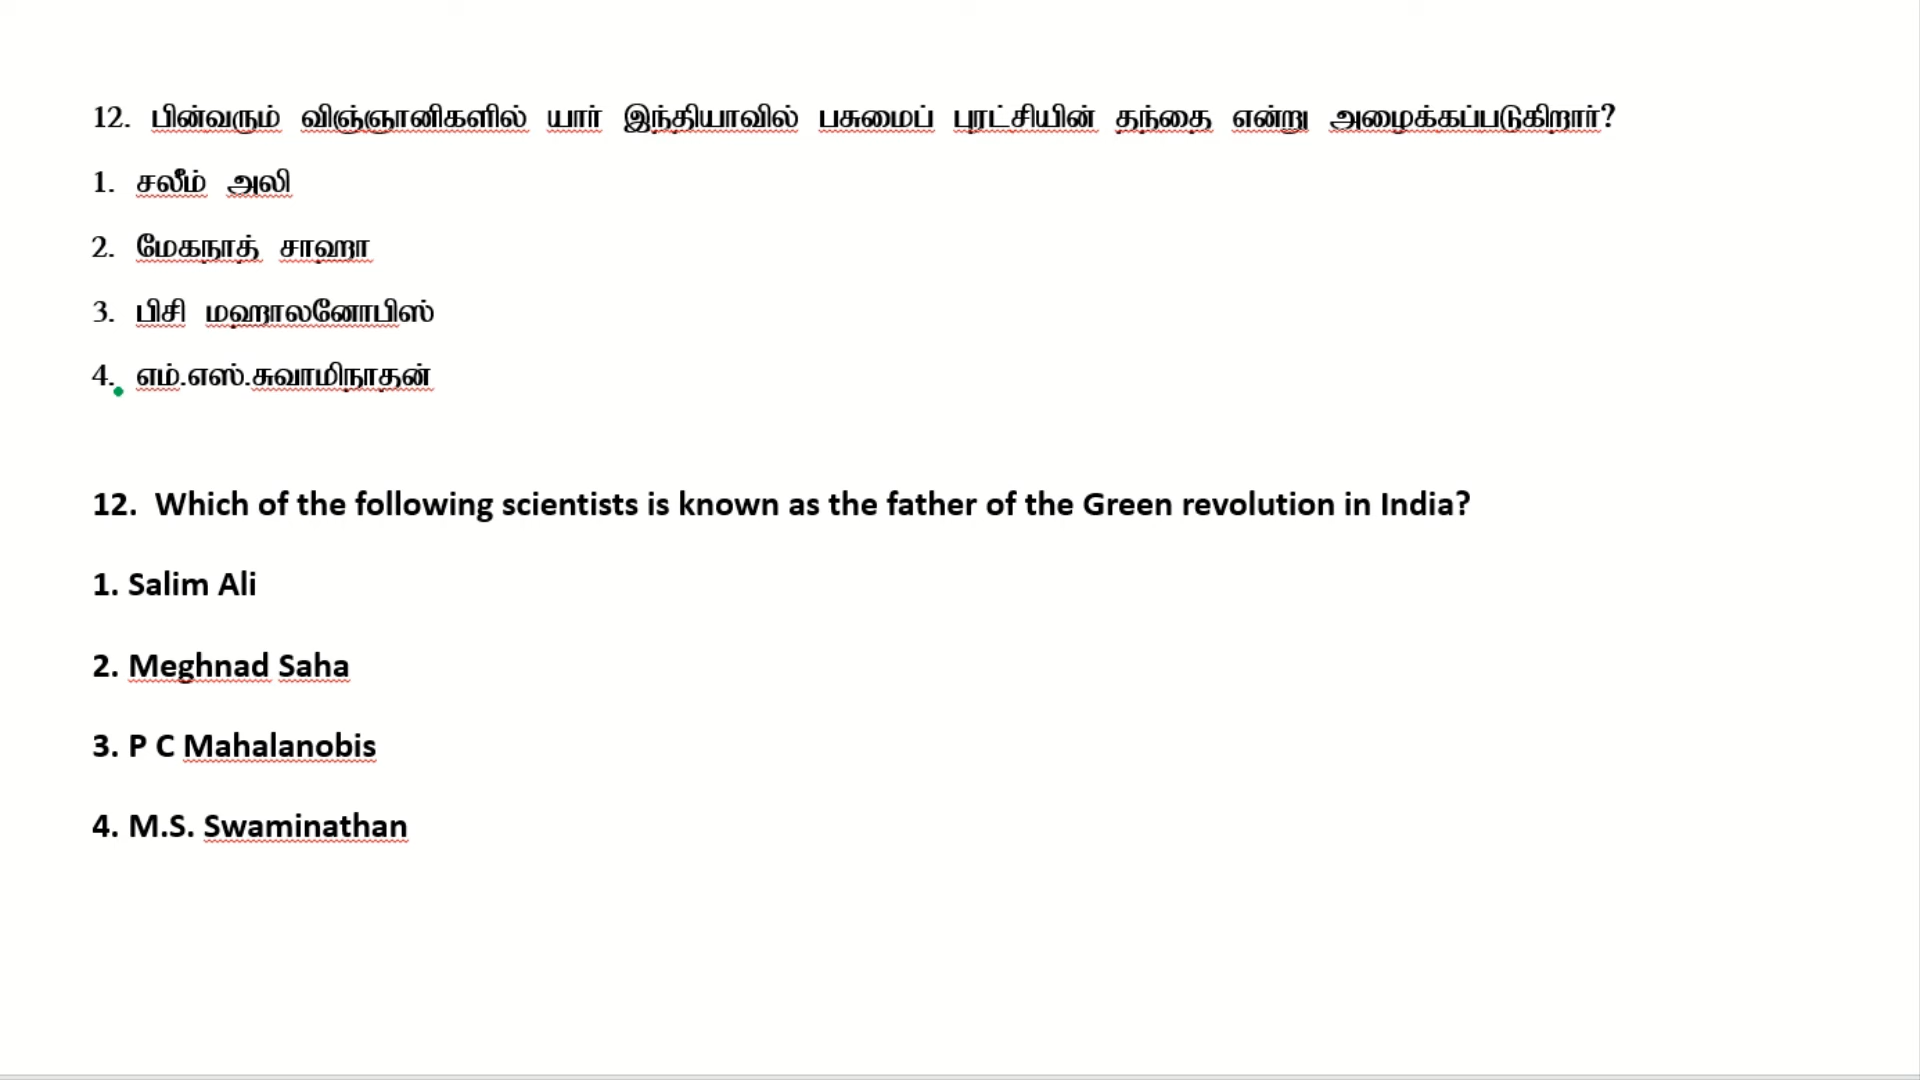 12. பின்வரும் விஞ்ஞானிகளில் யார் இந்தியாவில் பசுமைப் புரட்சியின் தந்தை என்று அழைக்கப்படுகிறார்?
1. சலீம் அலி
2. மேகநாத் சாஹா
3. பிசி மஹாலனோபிஸ்
4. எம்.எஸ்.சுவாமிநாதன்
12. Which of the following scientists is known as the father of the Green revolution in India?
1. Salim Ali
2. Meghnad Saha
3. P C Mahalanobis
4. M.S. Swaminathan